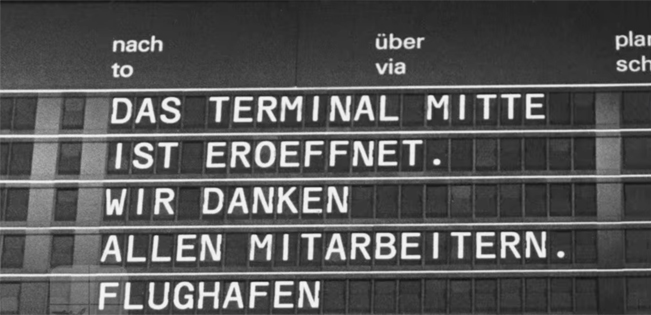 nach über
to via
DAS TERMINAL MITTE
IST EROEFFNET.
WIR DANKEN
ALLEN MITARBEITERN.
FLUGHAFEN